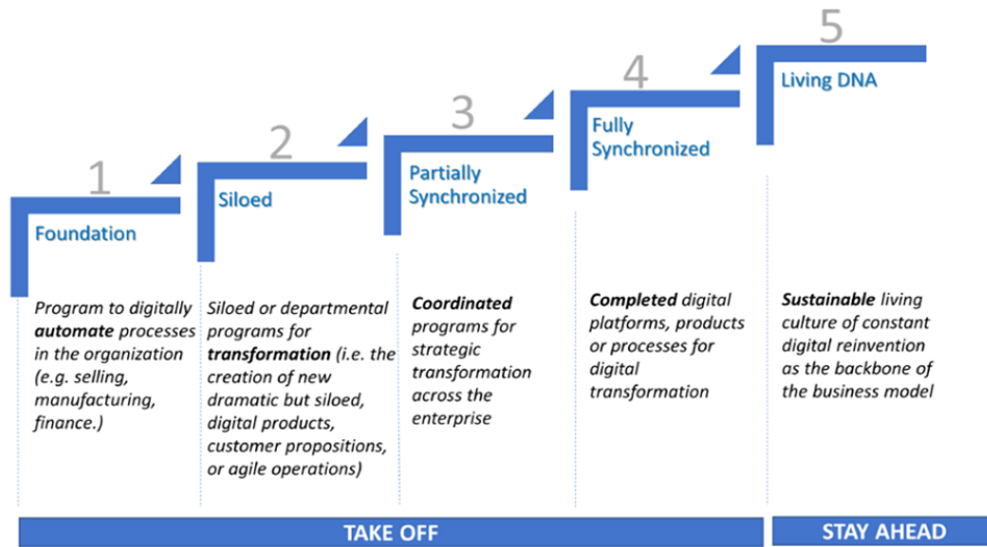 1
Foundation
Program to digitally
automate processes
in the organization
(e.g. selling,
manufacturing,
finance.)
2
Siloed
Siloed or departmental
programs for
transformation (i.e. the
creation of new
dramatic but siloed,
digital products,
customer propositions,
or agile operations)
3
Partially
Synchronized
Coordinated
programs for
strategic
transformation
across the
enterprise
4
Fully
Synchronized
Completed digital
platforms, products
or processes for
digital
transformation
5
Living DNA
Sustainable living
culture of constant
digital reinvention
as the backbone of
the business model
TAKE OFF
STAY AHEAD